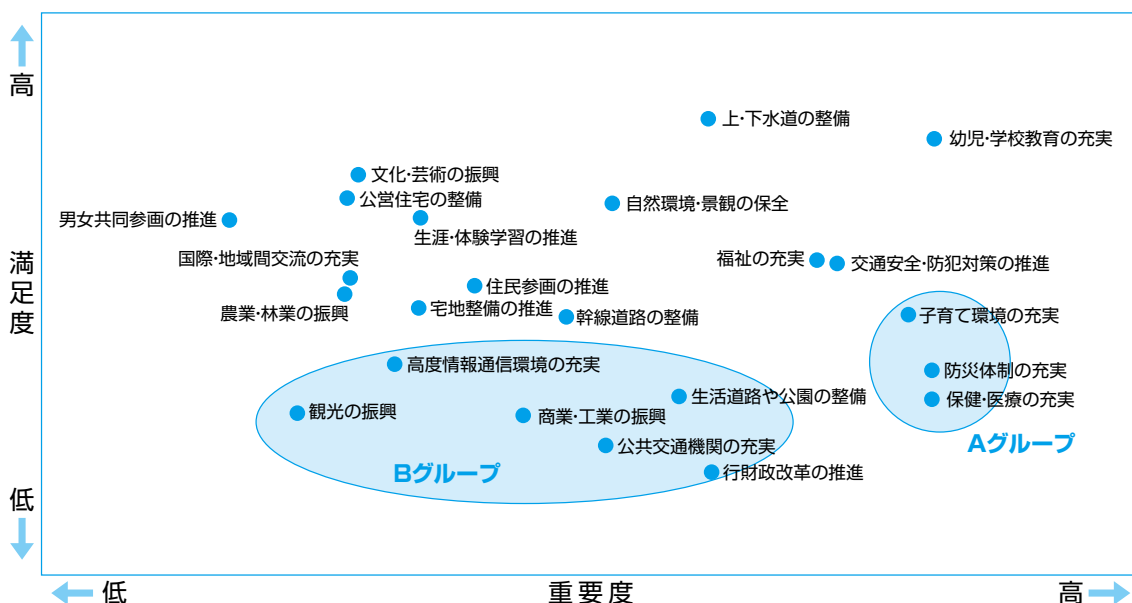 高
上・下水道の整備
幼児・学校教育の充実
文化・芸術の振興
公営住宅の整備
自然環境・景観の保全
男女共同参画の推進
生涯・体験学習の推進
国際・地域間交流の充実
福祉の充実
交通安全・防犯対策の推進
満足度
住民参画の推進
農業・林業の振興
宅地整備の推進
幹線道路の整備
子育て環境の充実
高度情報通信環境の充実
防災体制の充実
生活道路や公園の整備
保健・医療の充実
観光の振興
商業・工業の振興
Aグループ
公共交通機関の充実
Bグループ
行財政改革の推進
低
低
重要度
高